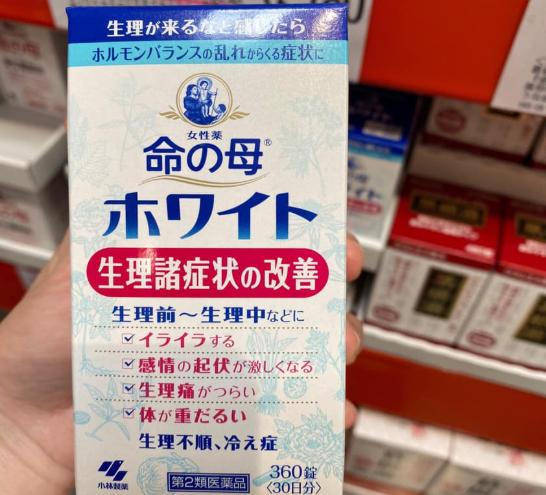 生理が来るなと感じたら
ホルモンバランスの乱れからくる症状に
女性薬
命の母®
ホワイト
生理諸症状の改善
生理前～生理中などに
イライラする
感情の起伏が激しくなる
生理痛がつらい
体が重だるい
生理不順、冷え症
小林製薬
第2類医薬品
360錠
〈30日分〉